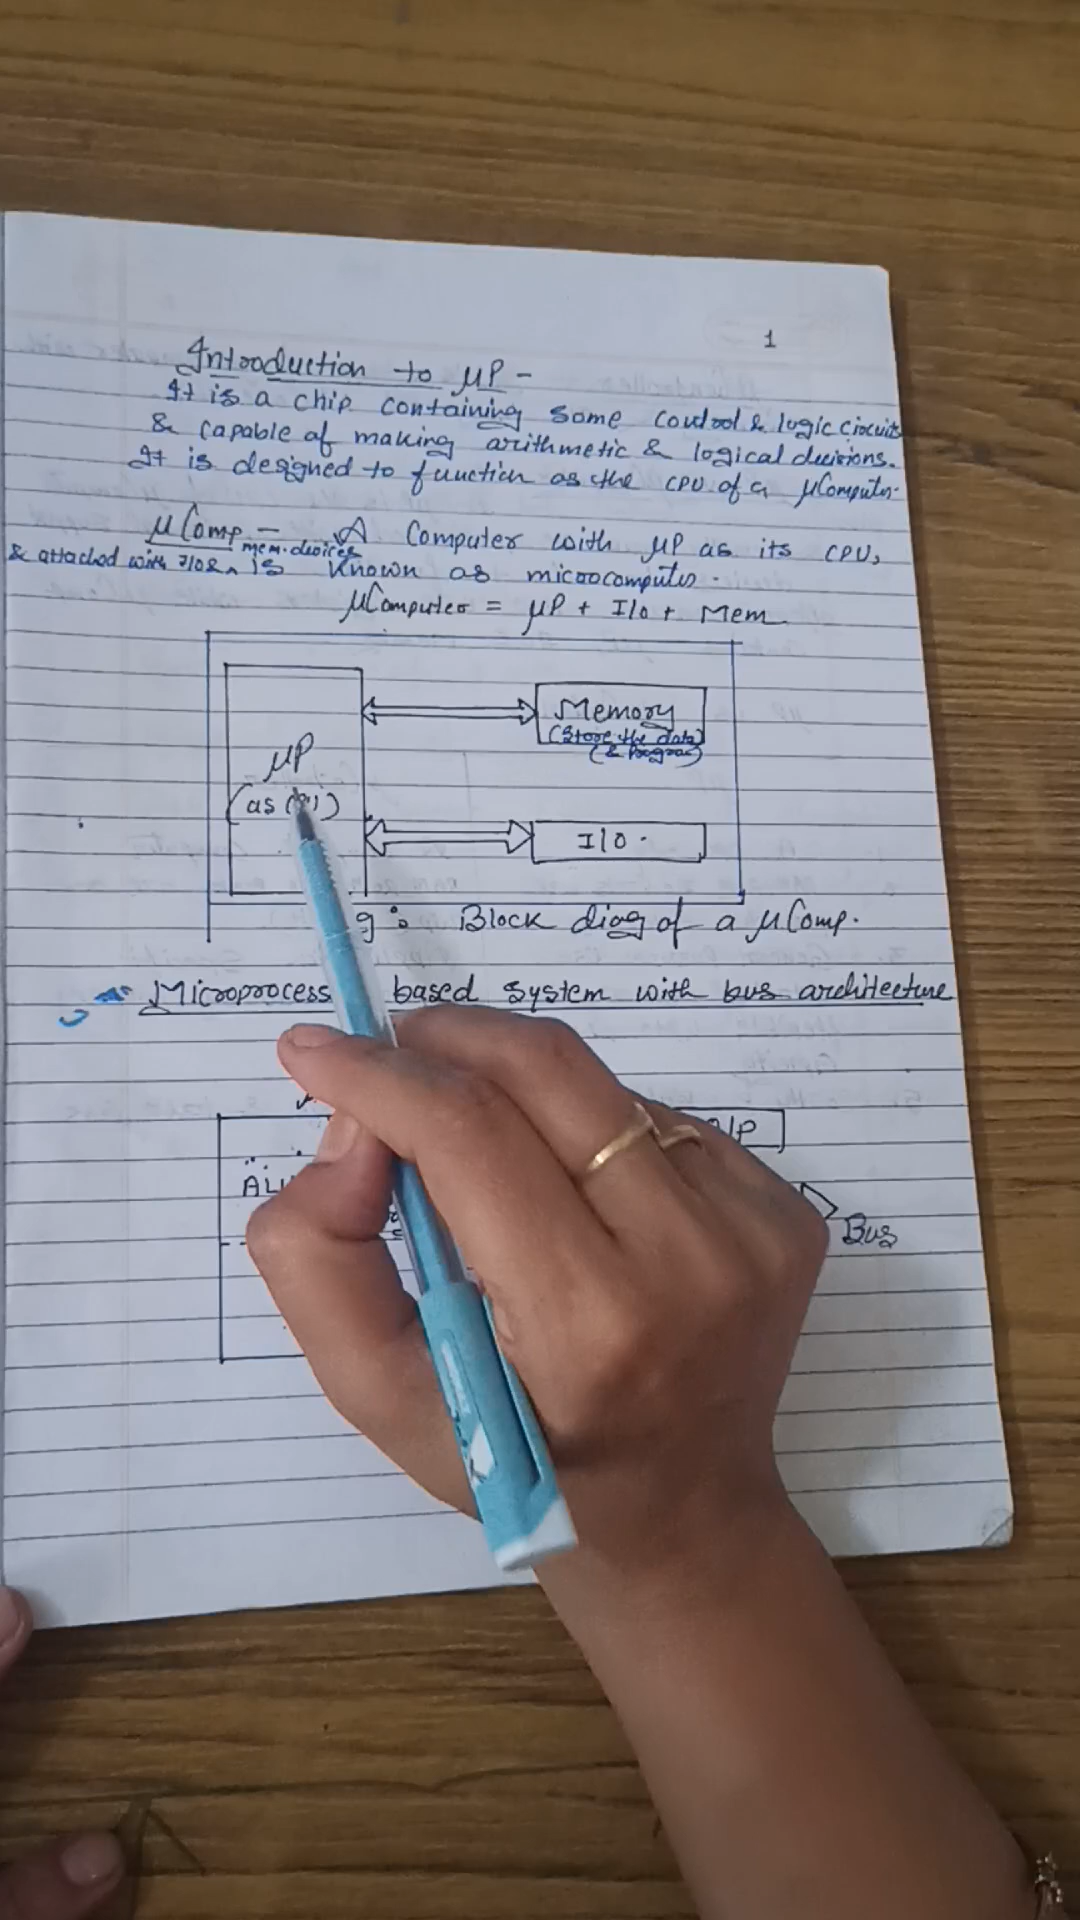 1
Introduction to μP -
It is a chip containing some control & logic circuits
& capable of making arithmetic & logical decisions.
It is designed to function as the CPU of a μComputer.
μComp - A Computer with μP as its CPU,
& attached with I/O & mem. devices is known as microcomputer.
μComputer = μP + I/O + Mem
Memory
(Store the data)
(& Program)
μP
(as
I/O.
g: Block diag of a μComp.
Microprocess based system with bus architecture
O/P
ALU
Bus